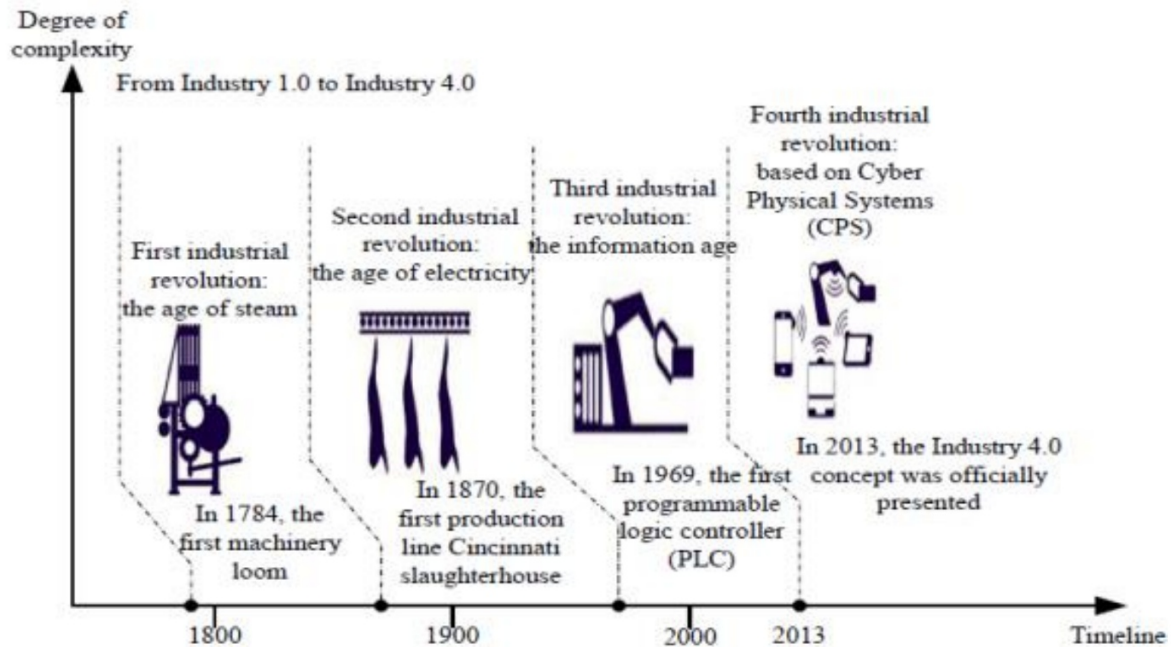 Degree of
complexity
From Industry 1.0 to Industry 4.0
First industrial
revolution:
the age of steam
In 1784, the
first machinery
loom
Second industrial
revolution:
the age of electricity
In 1870, the
first production
line Cincinnati
slaughterhouse
Third industrial
revolution:
the information age
In 1969, the first
programmable
logic controller
(PLC)
Fourth industrial
revolution:
based on Cyber
Physical Systems
(CPS)
In 2013, the Industry 4.0
concept was officially
presented
1800
1900
2000
2013
Timeline